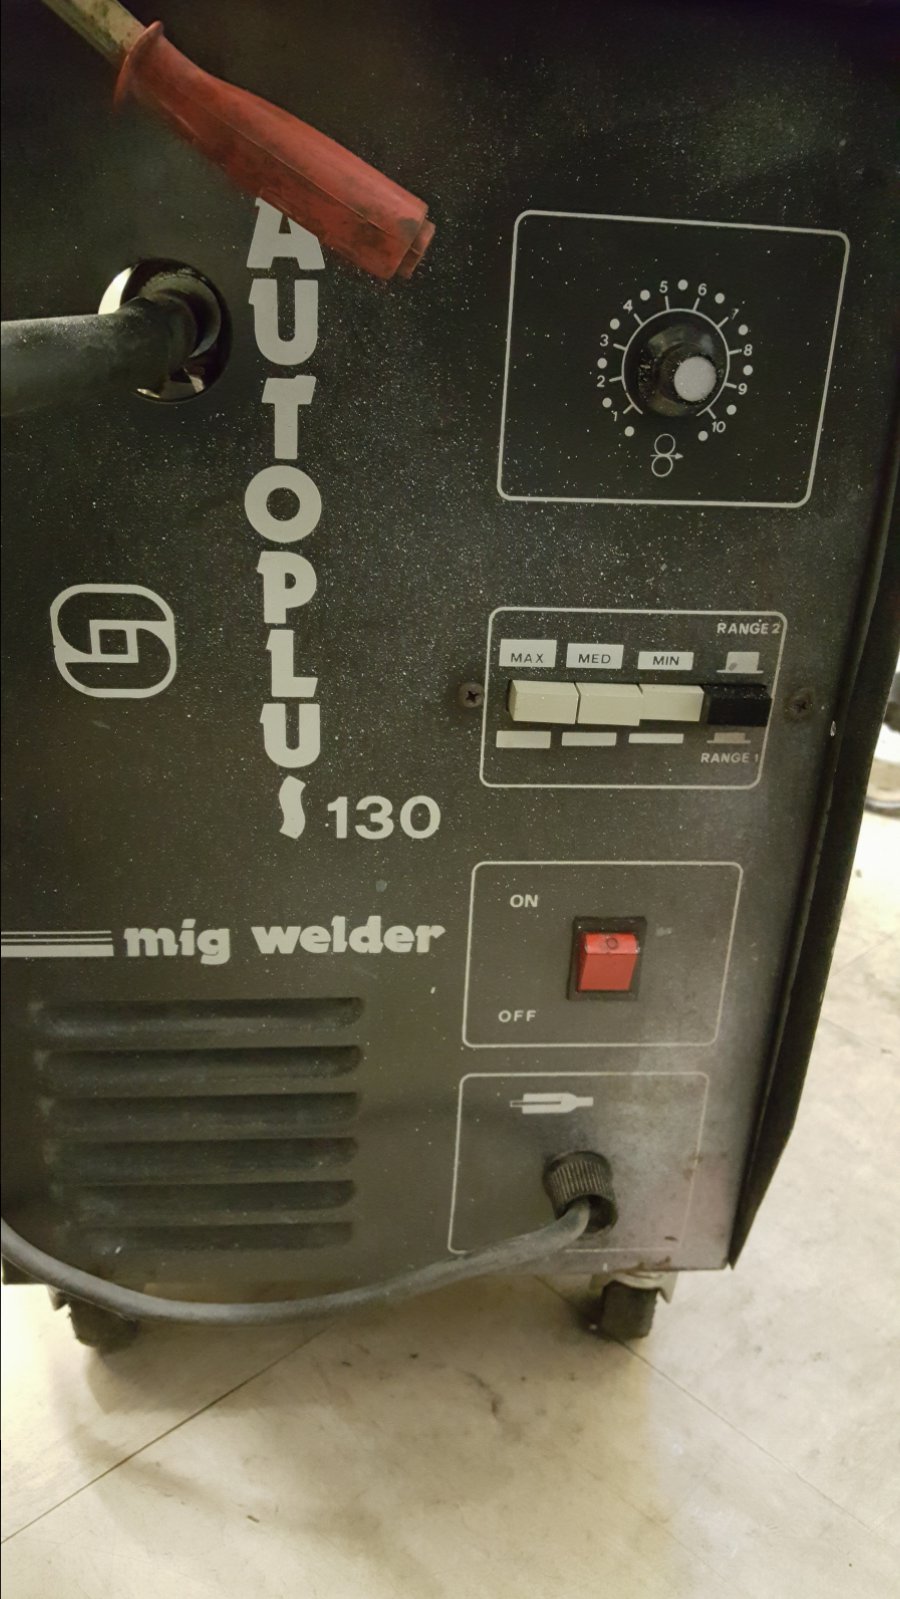 AUTOPLUS 130
mig welder
1 2 3 4 5 6 7 8 9 10
RANGE 2
MAX MED MIN
RANGE 1
ON
O
OFF